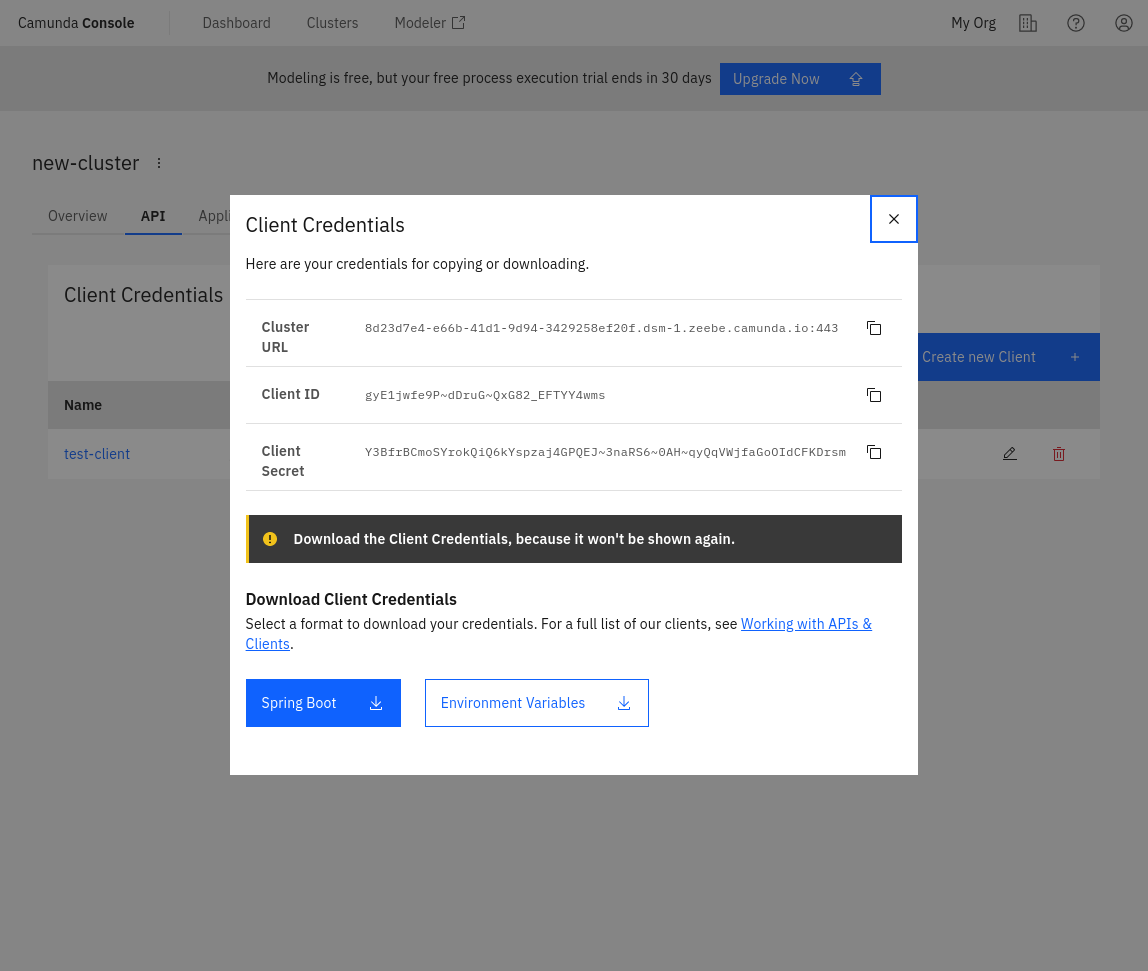 Camunda Console Dashboard Clusters Modeler My Org
Modeling is free, but your free process execution trial ends in 30 days Upgrade Now
new-cluster
Overview API Appli
Client Credentials
Create new Client +
Name
test-client
Client Credentials
Here are your credentials for copying or downloading.
Cluster URL 8d23d7e4-e66b-41d1-9d94-3429258ef20f.dsm-1.zeebe.camunda.io:443
Client ID gyE1jwfe9P~dDruG~QxG82_EFTYY4wms
Client Secret Y3BfrBCmoSYrokQiQ6kYspzaj4GPQEJ~3naRS6~0AH~qyQqVWjfaGoOIdCFKDrsm
Download the Client Credentials, because it won't be shown again.
Download Client Credentials
Select a format to download your credentials. For a full list of our clients, see Working with APIs &
Clients.
Spring Boot Environment Variables